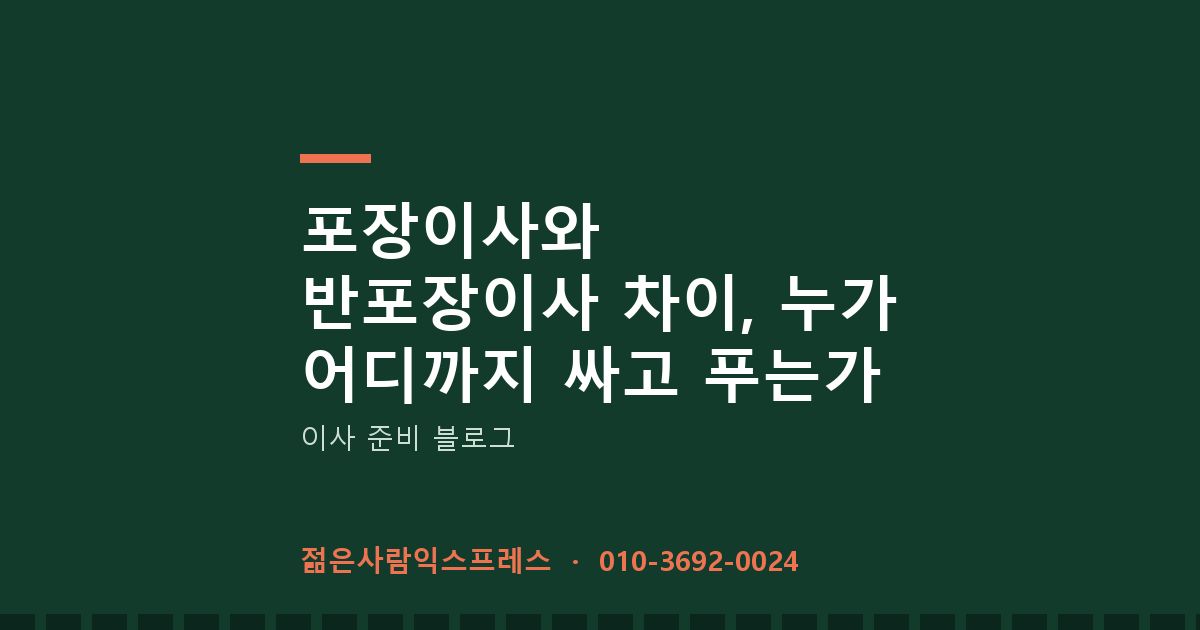 포장이사와
반포장이사 차이, 누가
어디까지 싸고 푸는가
이사 준비 블로그
젊은사람익스프레스 · 010-3692-0024